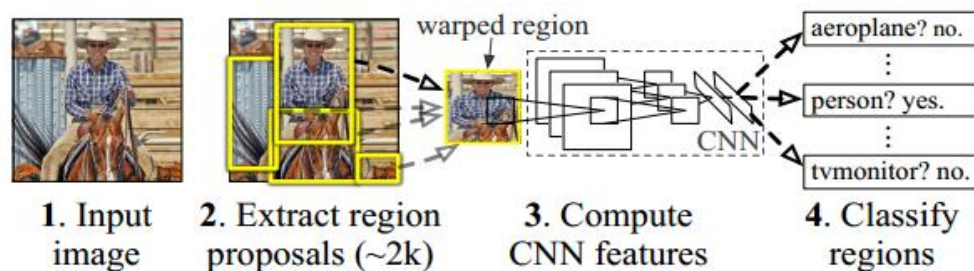 warped region
aeroplane? no.
⋮
person? yes.
⋮
tvmonitor? no.
CNN
1. Input
image
2. Extract region
proposals (~2k)
3. Compute
CNN features
4. Classify
regions